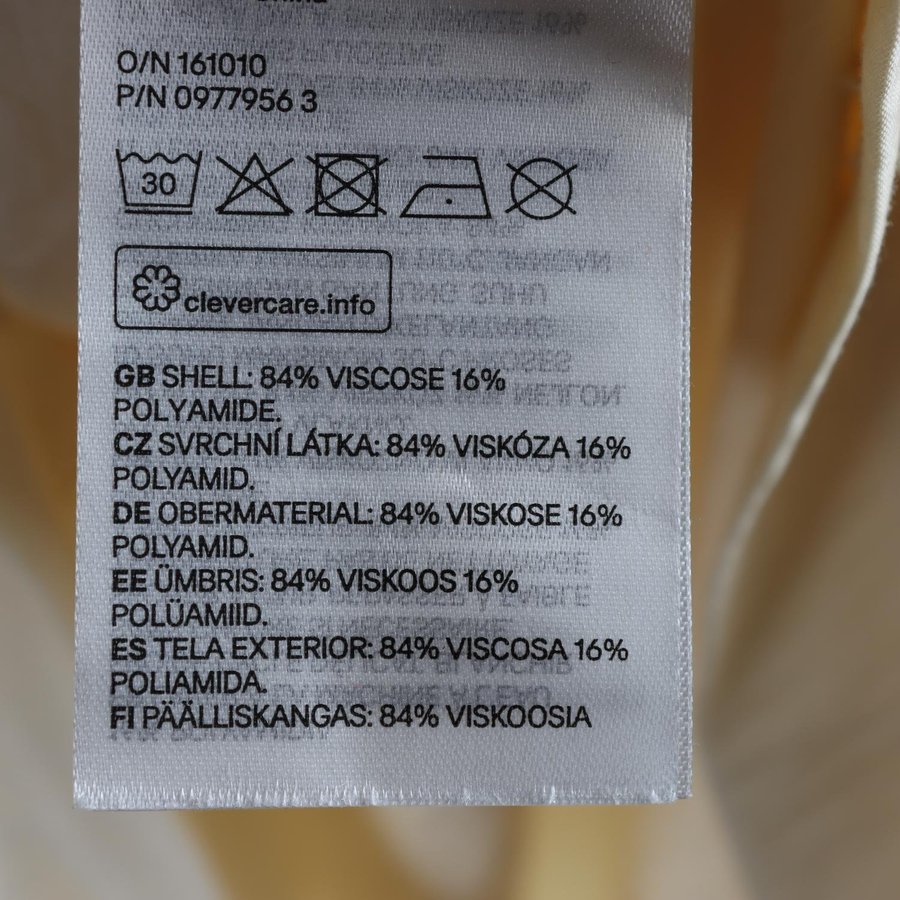 China
O/N 161010
P/N 0977956 3
30
clevercare.info
GB SHELL: 84% VISCOSE 16%
POLYAMIDE.
CZ SVRCHNÍ LÁTKA: 84% VISKÓZA 16%
POLYAMID.
DE OBERMATERIAL: 84% VISKOSE 16%
POLYAMID.
EE ÜMBRIS: 84% VISKOOS 16%
POLÜAMIID.
ES TELA EXTERIOR: 84% VISCOSA 16%
POLIAMIDA.
FI PÄÄLLISKANGAS: 84% VISKOOSIA